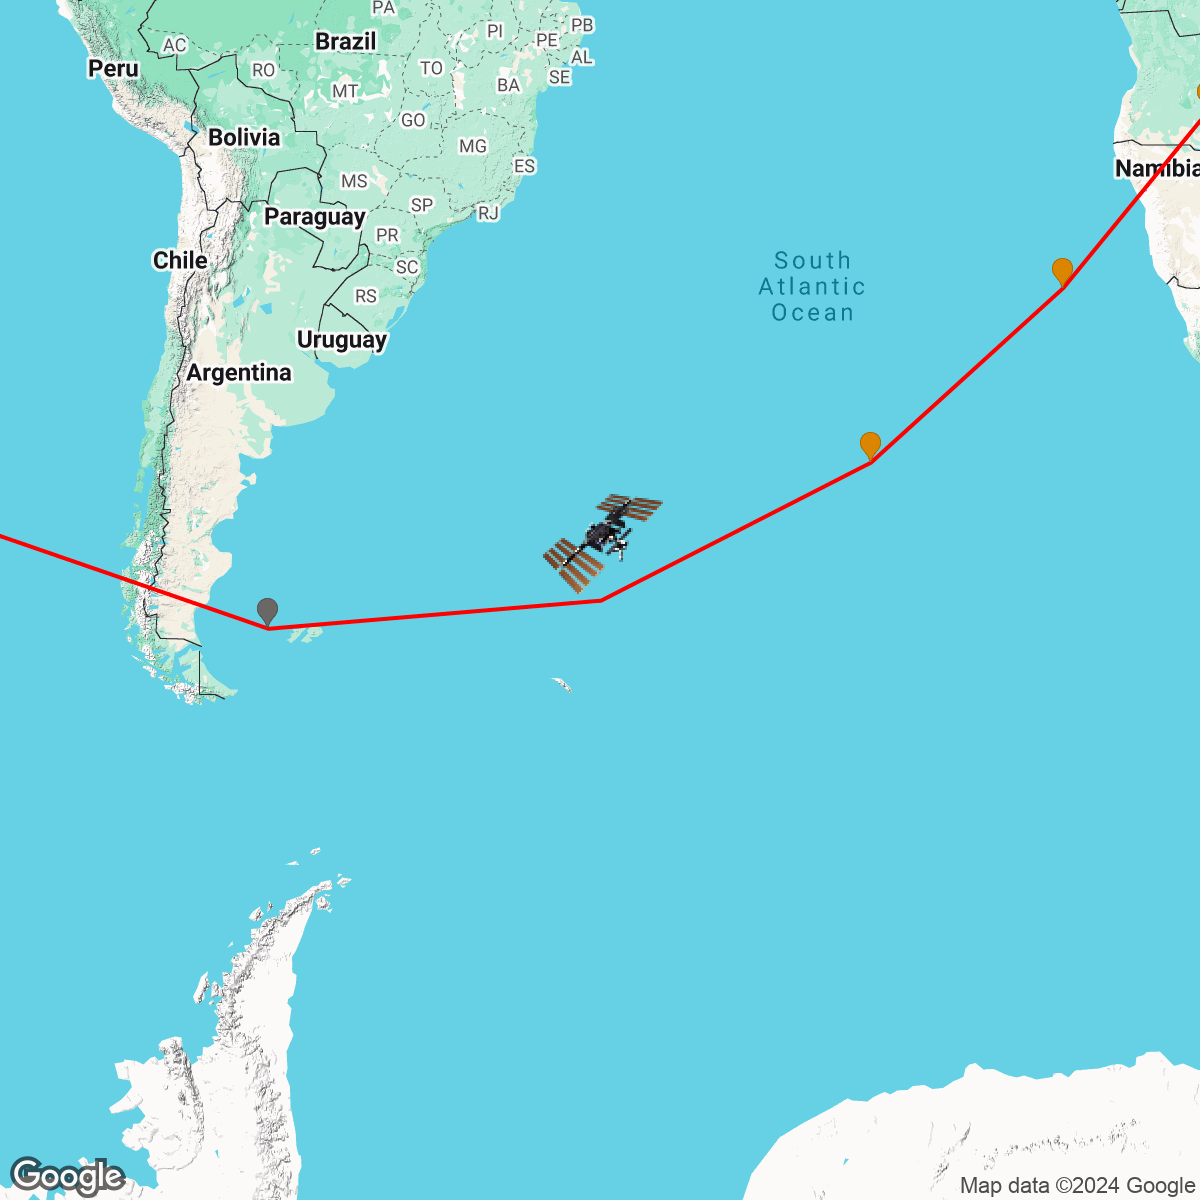 PA
PI
PB
Brazil
PE
AC
AL
Peru
RO
TO
SE
MT
BA
GO
Bolivia
MG
ES
Namibia
MS
SP
RJ
Paraguay
PR
Chile
SC
South
Atlantic
Ocean
RS
Uruguay
Argentina
Google
Map data ©2024 Google